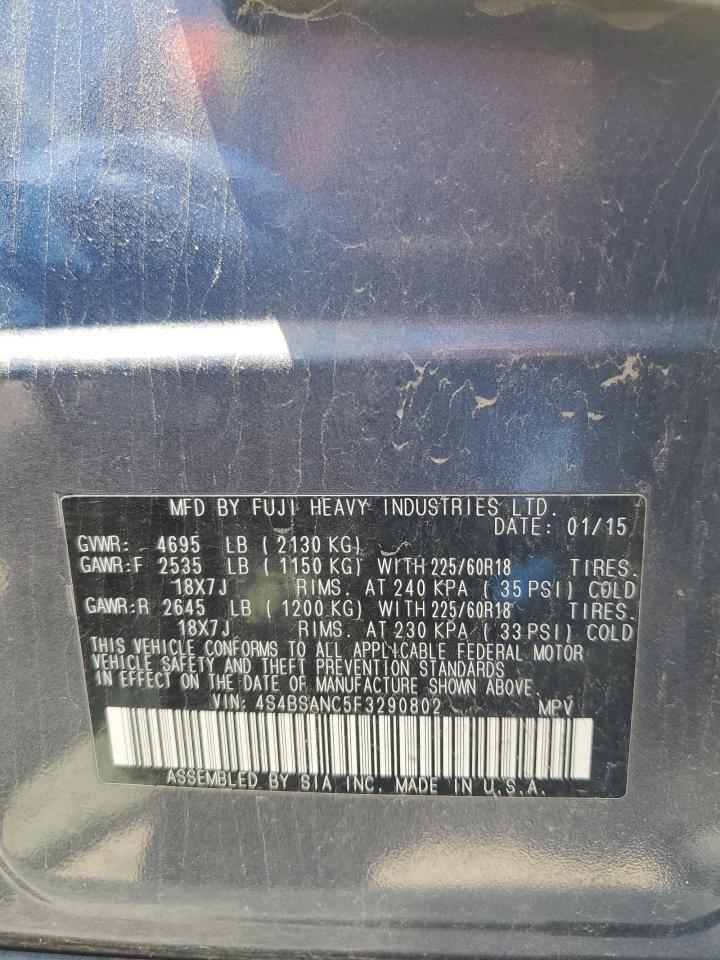 MFD BY FUJI HEAVY INDUSTRIES LTD.
DATE: 01/15
GVWR: 4695 LB ( 2130 KG)
GAWR:F 2535 LB ( 1150 KG) WITH 225/60R18 TIRES.
18X7J RIMS. AT 240 KPA ( 35 PSI) COLD
GAWR:R 2645 LB ( 1200 KG) WITH 225/60R18 TIRES.
18X7J RIMS. AT 230 KPA ( 33 PSI) COLD
THIS VEHICLE CONFORMS TO ALL APPLICABLE FEDERAL MOTOR
VEHICLE SAFETY AND THEFT PREVENTION STANDARDS
IN EFFECT ON THE DATE OF MANUFACTURE SHOWN ABOVE.
VIN: 4S4BSANC5F3290802 MPV
ASSEMBLED BY SIA INC. MADE IN U.S.A.